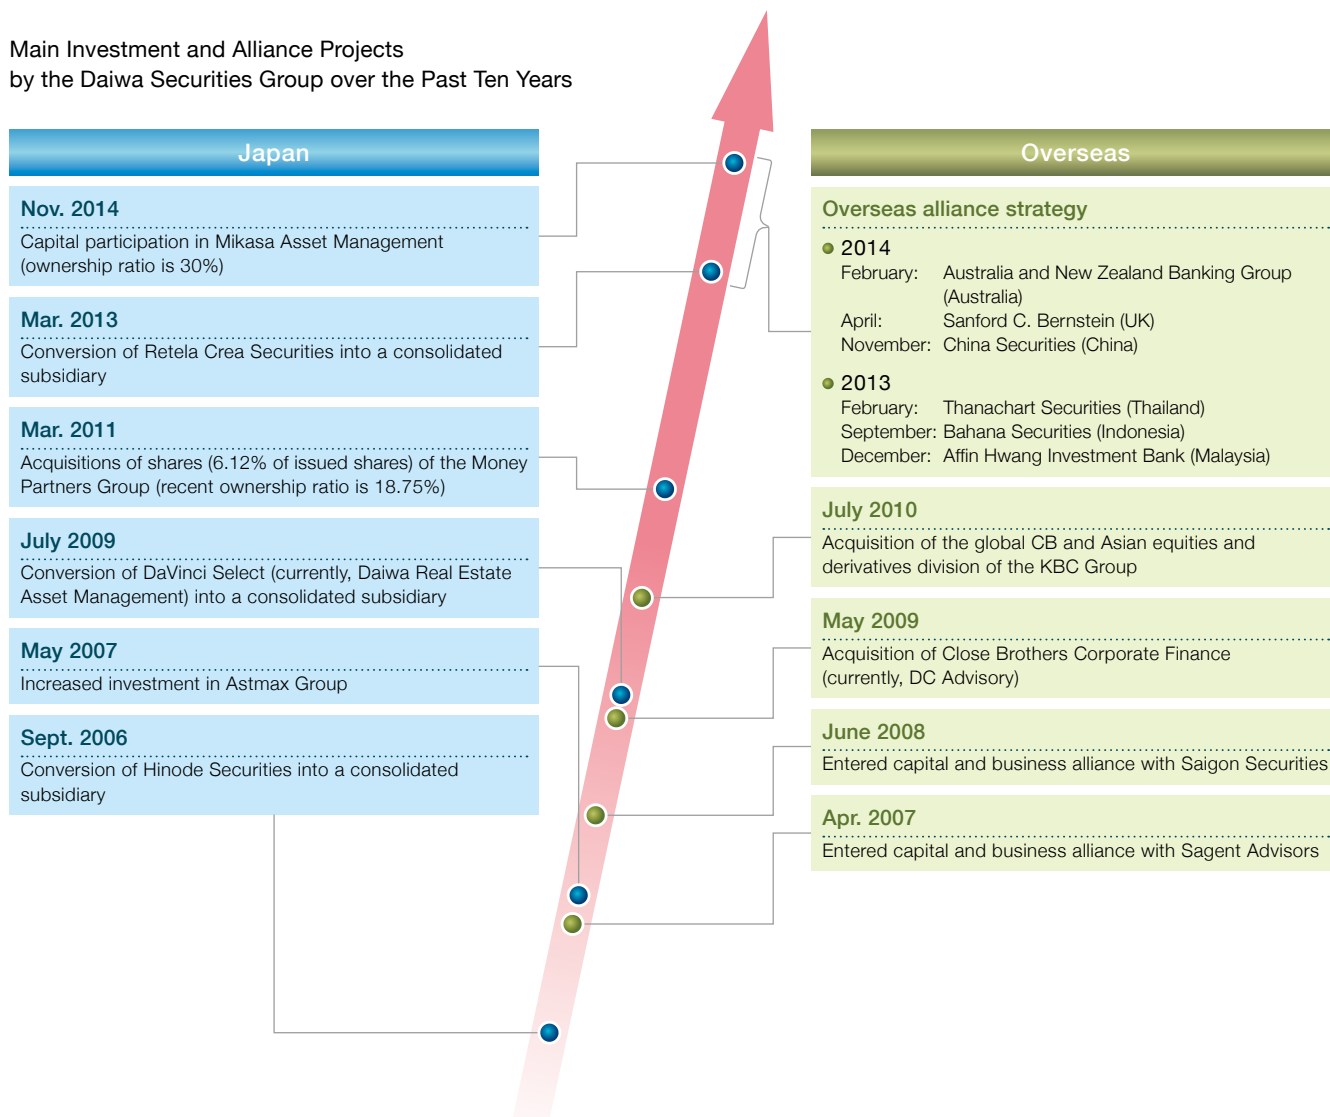 Main Investment and Alliance Projects
by the Daiwa Securities Group over the Past Ten Years
Japan
Nov. 2014
Capital participation in Mikasa Asset Management
(ownership ratio is 30%)
Mar. 2013
Conversion of Retela Crea Securities into a consolidated
subsidiary
Mar. 2011
Acquisitions of shares (6.12% of issued shares) of the Money
Partners Group (recent ownership ratio is 18.75%)
July 2009
Conversion of DaVinci Select (currently, Daiwa Real Estate
Asset Management) into a consolidated subsidiary
May 2007
Increased investment in Astmax Group
Sept. 2006
Conversion of Hinode Securities into a consolidated
subsidiary
Overseas
Overseas alliance strategy
2014
February: Australia and New Zealand Banking Group
(Australia)
April: Sanford C. Bernstein (UK)
November: China Securities (China)
2013
February: Thanachart Securities (Thailand)
September: Bahana Securities (Indonesia)
December: Affin Hwang Investment Bank (Malaysia)
July 2010
Acquisition of the global CB and Asian equities and
derivatives division of the KBC Group
May 2009
Acquisition of Close Brothers Corporate Finance
(currently, DC Advisory)
June 2008
Entered capital and business alliance with Saigon Securities
Apr. 2007
Entered capital and business alliance with Sagent Advisors